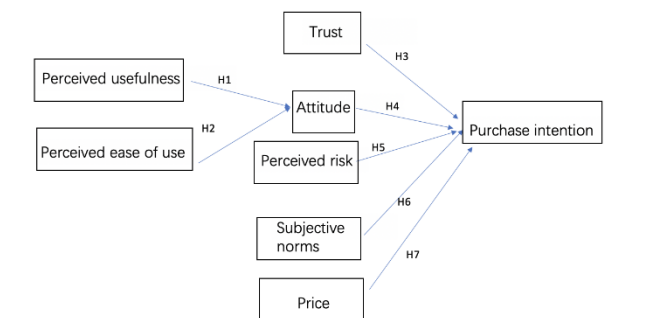 Trust
H3
Perceived usefulness
H1
Attitude
H4
Purchase intention
H2
Perceived ease of use
Perceived risk
H5
H6
Subjective
norms
H7
Price